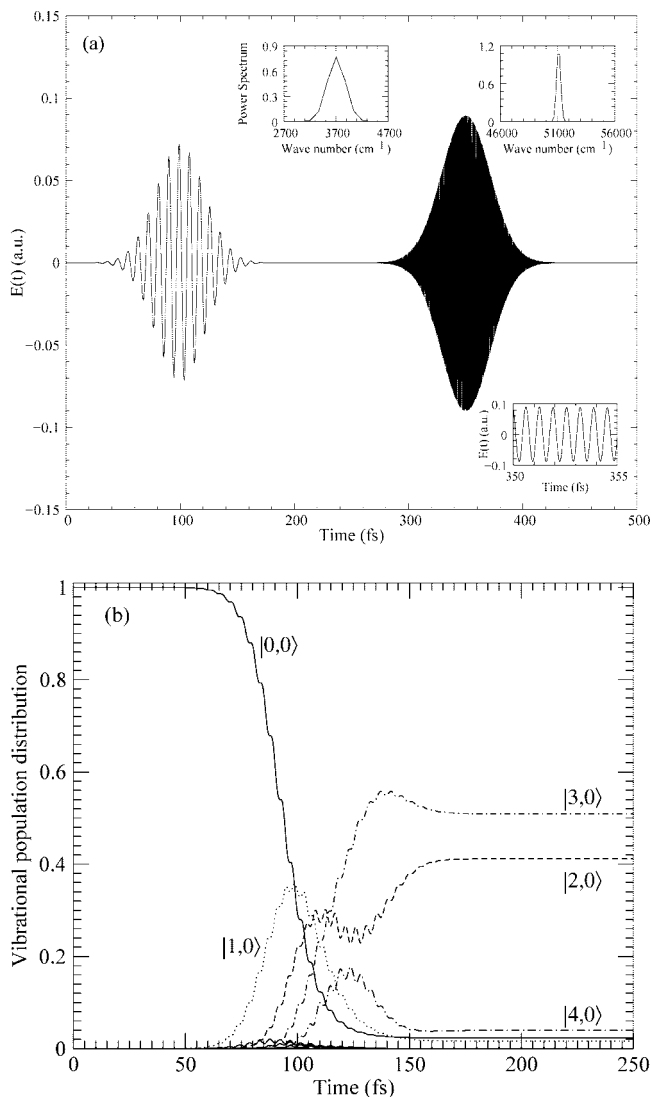 (a)
0.15
0.1
0.05
0
−0.05
−0.1
−0.15
E(t) (a.u.)
0 100 200 300 400 500
Time (fs)
0.9
0.6
0.3
0
Power Spectrum
2700 3700 4700
Wave number (cm⁻¹)
1.2
0.6
0
46000 51000 56000
Wave number (cm⁻¹)
0.1
0
−0.1
E(t) (a.u.)
350 355
Time (fs)
(b)
1
0.8
0.6
0.4
0.2
0
Vibrational population distribution
|0,0⟩
|1,0⟩
|3,0⟩
|2,0⟩
|4,0⟩
0 50 100 150 200 250
Time (fs)